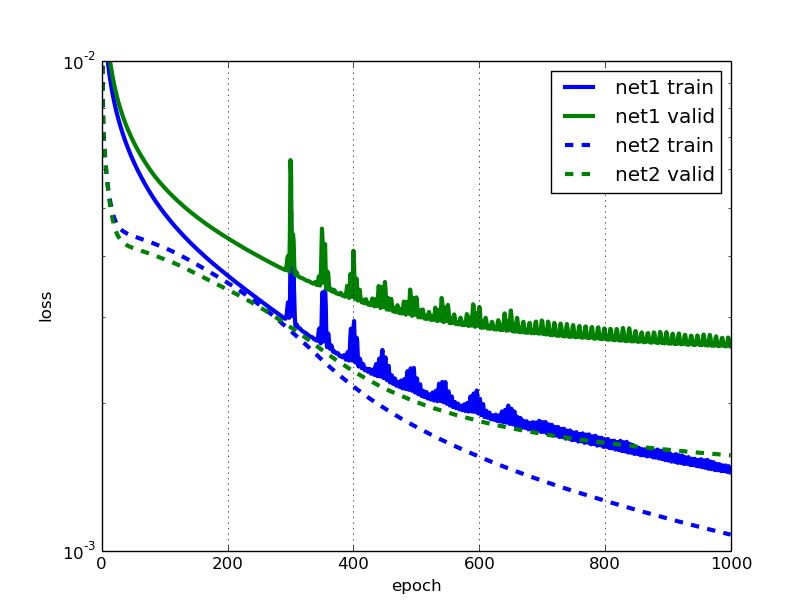 10^-2
net1 train
net1 valid
net2 train
net2 valid
loss
10^-3
0 200 400 600 800 1000
epoch